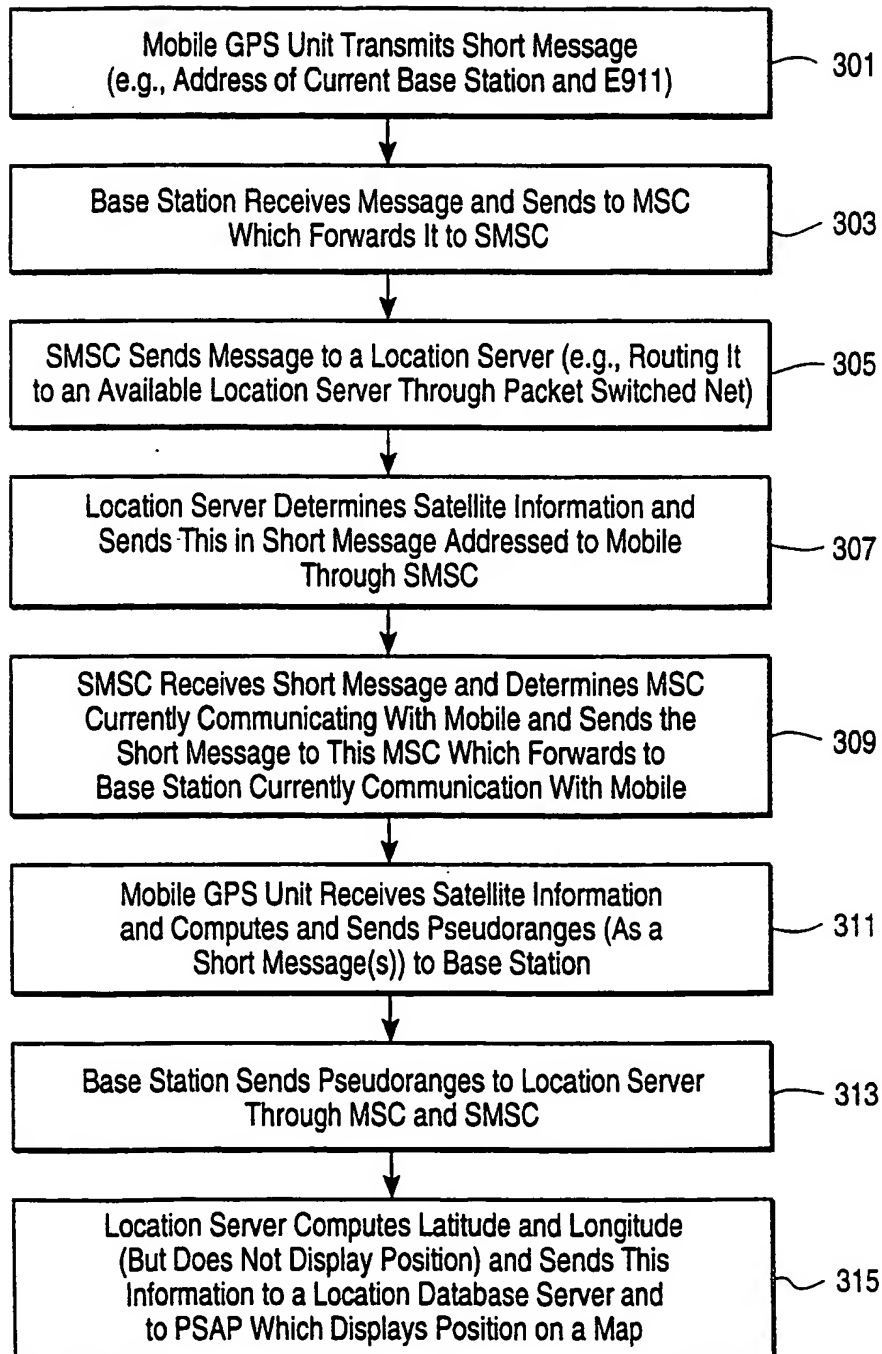 Mobile GPS Unit Transmits Short Message
(e.g., Address of Current Base Station and E911)
301
Base Station Receives Message and Sends to MSC
Which Forwards It to SMSC
303
SMSC Sends Message to a Location Server (e.g., Routing It
to an Available Location Server Through Packet Switched Net)
305
Location Server Determines Satellite Information and
Sends This in Short Message Addressed to Mobile
Through SMSC
307
SMSC Receives Short Message and Determines MSC
Currently Communicating With Mobile and Sends the
Short Message to This MSC Which Forwards to
Base Station Currently Communication With Mobile
309
Mobile GPS Unit Receives Satellite Information
and Computes and Sends Pseudoranges (As a
Short Message(s)) to Base Station
311
Base Station Sends Pseudoranges to Location Server
Through MSC and SMSC
313
Location Server Computes Latitude and Longitude
(But Does Not Display Position) and Sends This
Information to a Location Database Server and
to PSAP Which Displays Position on a Map
315